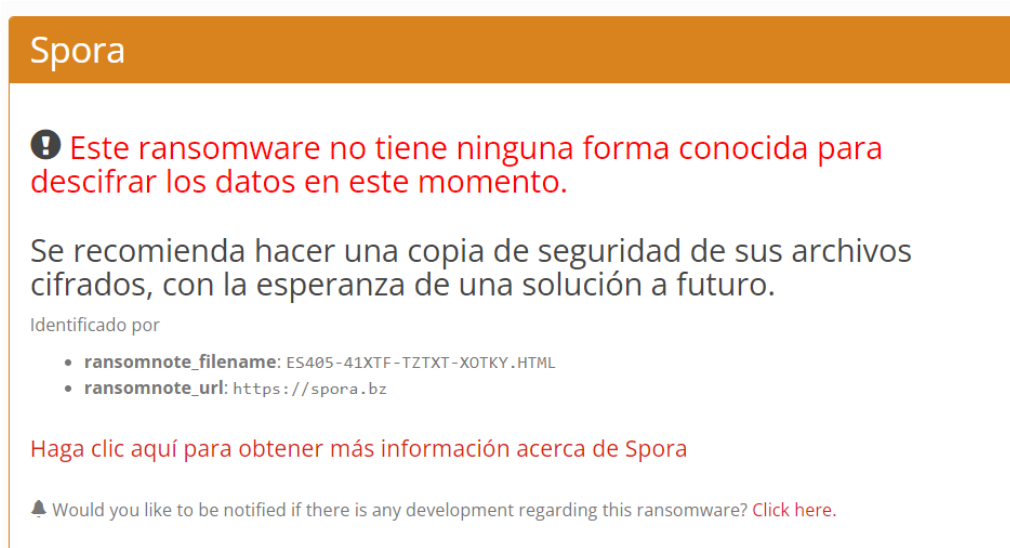 Spora
Este ransomware no tiene ninguna forma conocida para
descifrar los datos en este momento.
Se recomienda hacer una copia de seguridad de sus archivos
cifrados, con la esperanza de una solución a futuro.
Identificado por
• ransomnote_filename: ES405-41XTF-TZTXT-XOTKY.HTML
• ransomnote_url: https://spora.bz
Haga clic aquí para obtener más información acerca de Spora
Would you like to be notified if there is any development regarding this ransomware? Click here.